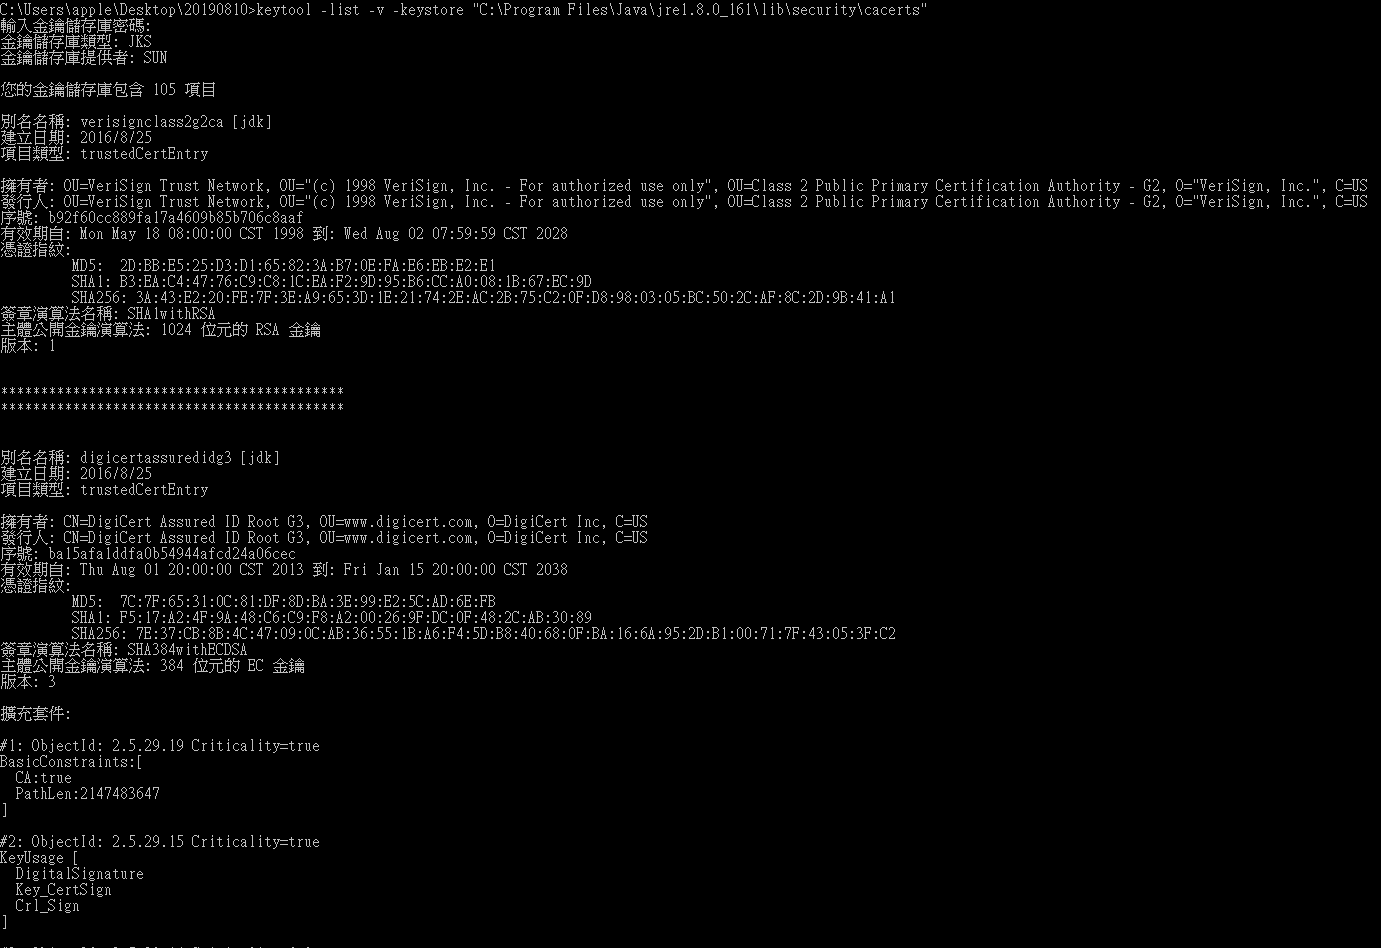 C:\Users\apple\Desktop\20190810>keytool -list -v -keystore "C:\Program Files\Java\jre1.8.0_161\lib\security\cacerts"
輸入金鑰儲存庫密碼:
金鑰儲存庫類型: JKS
金鑰儲存庫提供者: SUN
您的金鑰儲存庫包含 105 項目
別名名稱: verisignclass2g2ca [jdk]
建立日期: 2016/8/25
項目類型: trustedCertEntry
擁有者: OU=VeriSign Trust Network, OU="(c) 1998 VeriSign, Inc. - For authorized use only", OU=Class 2 Public Primary Certification Authority - G2, O="VeriSign, Inc.", C=US
發行人: OU=VeriSign Trust Network, OU="(c) 1998 VeriSign, Inc. - For authorized use only", OU=Class 2 Public Primary Certification Authority - G2, O="VeriSign, Inc.", C=US
序號: b92f60cc889fa17a4609b85b706c8aaf
有效期自: Mon May 18 08:00:00 CST 1998 到: Wed Aug 02 07:59:59 CST 2028
憑證指紋:
MD5:  2D:BB:E5:25:D3:D1:65:82:3A:B7:0E:FA:E6:EB:E2:E1
SHA1: B3:EA:C4:47:76:C9:C8:1C:EA:F2:9D:95:B6:CC:A0:08:1B:67:EC:9D
SHA256: 3A:43:E2:20:FE:7F:3E:A9:65:3D:1E:21:74:2E:AC:2B:75:C2:0F:D8:98:03:05:BC:50:2C:AF:8C:2D:9B:41:A1
簽章演算法名稱: SHA1withRSA
主體公開金鑰演算法: 1024 位元的 RSA 金鑰
版本: 1
*******************************************
*******************************************
別名名稱: digicertassuredidg3 [jdk]
建立日期: 2016/8/25
項目類型: trustedCertEntry
擁有者: CN=DigiCert Assured ID Root G3, OU=www.digicert.com, O=DigiCert Inc, C=US
發行人: CN=DigiCert Assured ID Root G3, OU=www.digicert.com, O=DigiCert Inc, C=US
序號: ba15afa1ddfa0b54944afcd24a06cec
有效期自: Thu Aug 01 20:00:00 CST 2013 到: Fri Jan 15 20:00:00 CST 2038
憑證指紋:
MD5:  7C:7F:65:31:0C:81:DF:8D:BA:3E:99:E2:5C:AD:6E:FB
SHA1: F5:17:A2:4F:9A:48:C6:C9:F8:A2:00:26:9F:DC:0F:48:2C:AB:30:89
SHA256: 7E:37:CB:8B:4C:47:09:0C:AB:36:55:1B:A6:F4:5D:B8:40:68:0F:BA:16:6A:95:2D:B1:00:71:7F:43:05:3F:C2
簽章演算法名稱: SHA384withECDSA
主體公開金鑰演算法: 384 位元的 EC 金鑰
版本: 3
擴充套件:
#1: ObjectId: 2.5.29.19 Criticality=true
BasicConstraints:[
CA:true
PathLen:2147483647
]
#2: ObjectId: 2.5.29.15 Criticality=true
KeyUsage [
DigitalSignature
Key_CertSign
Crl_Sign
]